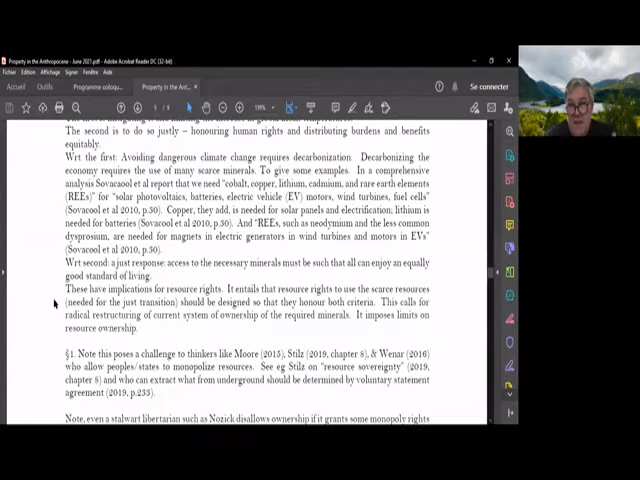 Property in the Anthropocene - June 2021.pdf - Adobe Acrobat Reader DC (32-bit)
Fichier Edition Affichage Signer Fenêtre Aide
Accueil Outils Programme colloqu... Property in the Ant... × Se connecter
The second is to do so justly – honouring human rights and distributing burdens and benefits
equitably.
Wrt the first: Avoiding dangerous climate change requires decarbonization. Decarbonizing the
economy requires the use of many scarce minerals. To give some examples. In a comprehensive
analysis Sovacaool et al report that we need "cobalt, copper, lithium, cadmium, and rare earth elements
(REEs)" for "solar photovoltaics, batteries, electric vehicle (EV) motors, wind turbines, fuel cells"
(Sovacool et al 2010, p.30). Copper, they add, is needed for solar panels and electrification; lithium is
needed for batteries (Sovacool et al 2010, p.30). And "REEs, such as neodymium and the less common
dysprosium, are needed for magnets in electric generators in wind turbines and motors in EVs"
(Sovacool et al 2010, p.30).
Wrt second: a just response: access to the necessary minerals must be such that all can enjoy an equally
good standard of living.
These have implications for resource rights. It entails that resource rights to use the scarce resources
(needed for the just transition) should be designed so that they honour both criteria. This calls for
radical restructuring of current system of ownership of the required minerals. It imposes limits on
resource ownership.
§1. Note this poses a challenge to thinkers like Moore (2015), Stilz (2019, chapter 8), & Wenar (2016)
who allow peoples/states to monopolize resources. See eg Stilz on "resource sovereignty" (2019,
chapter 8) and who can extract what from underground should be determined by voluntary statement
agreement (2019, p.235).
Note, even a stalwart libertarian such as Nozick disallows ownership if it grants some monopoly rights